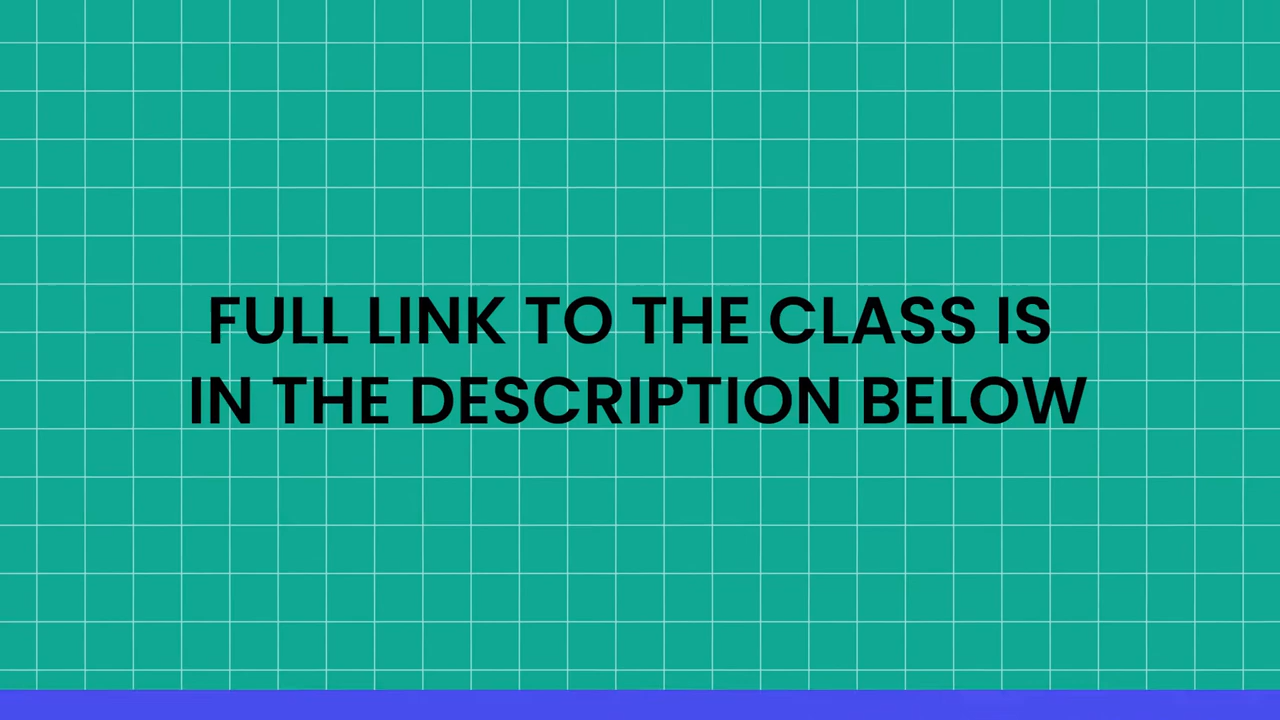 FULL LINK TO THE CLASS IS
IN THE DESCRIPTION BELOW